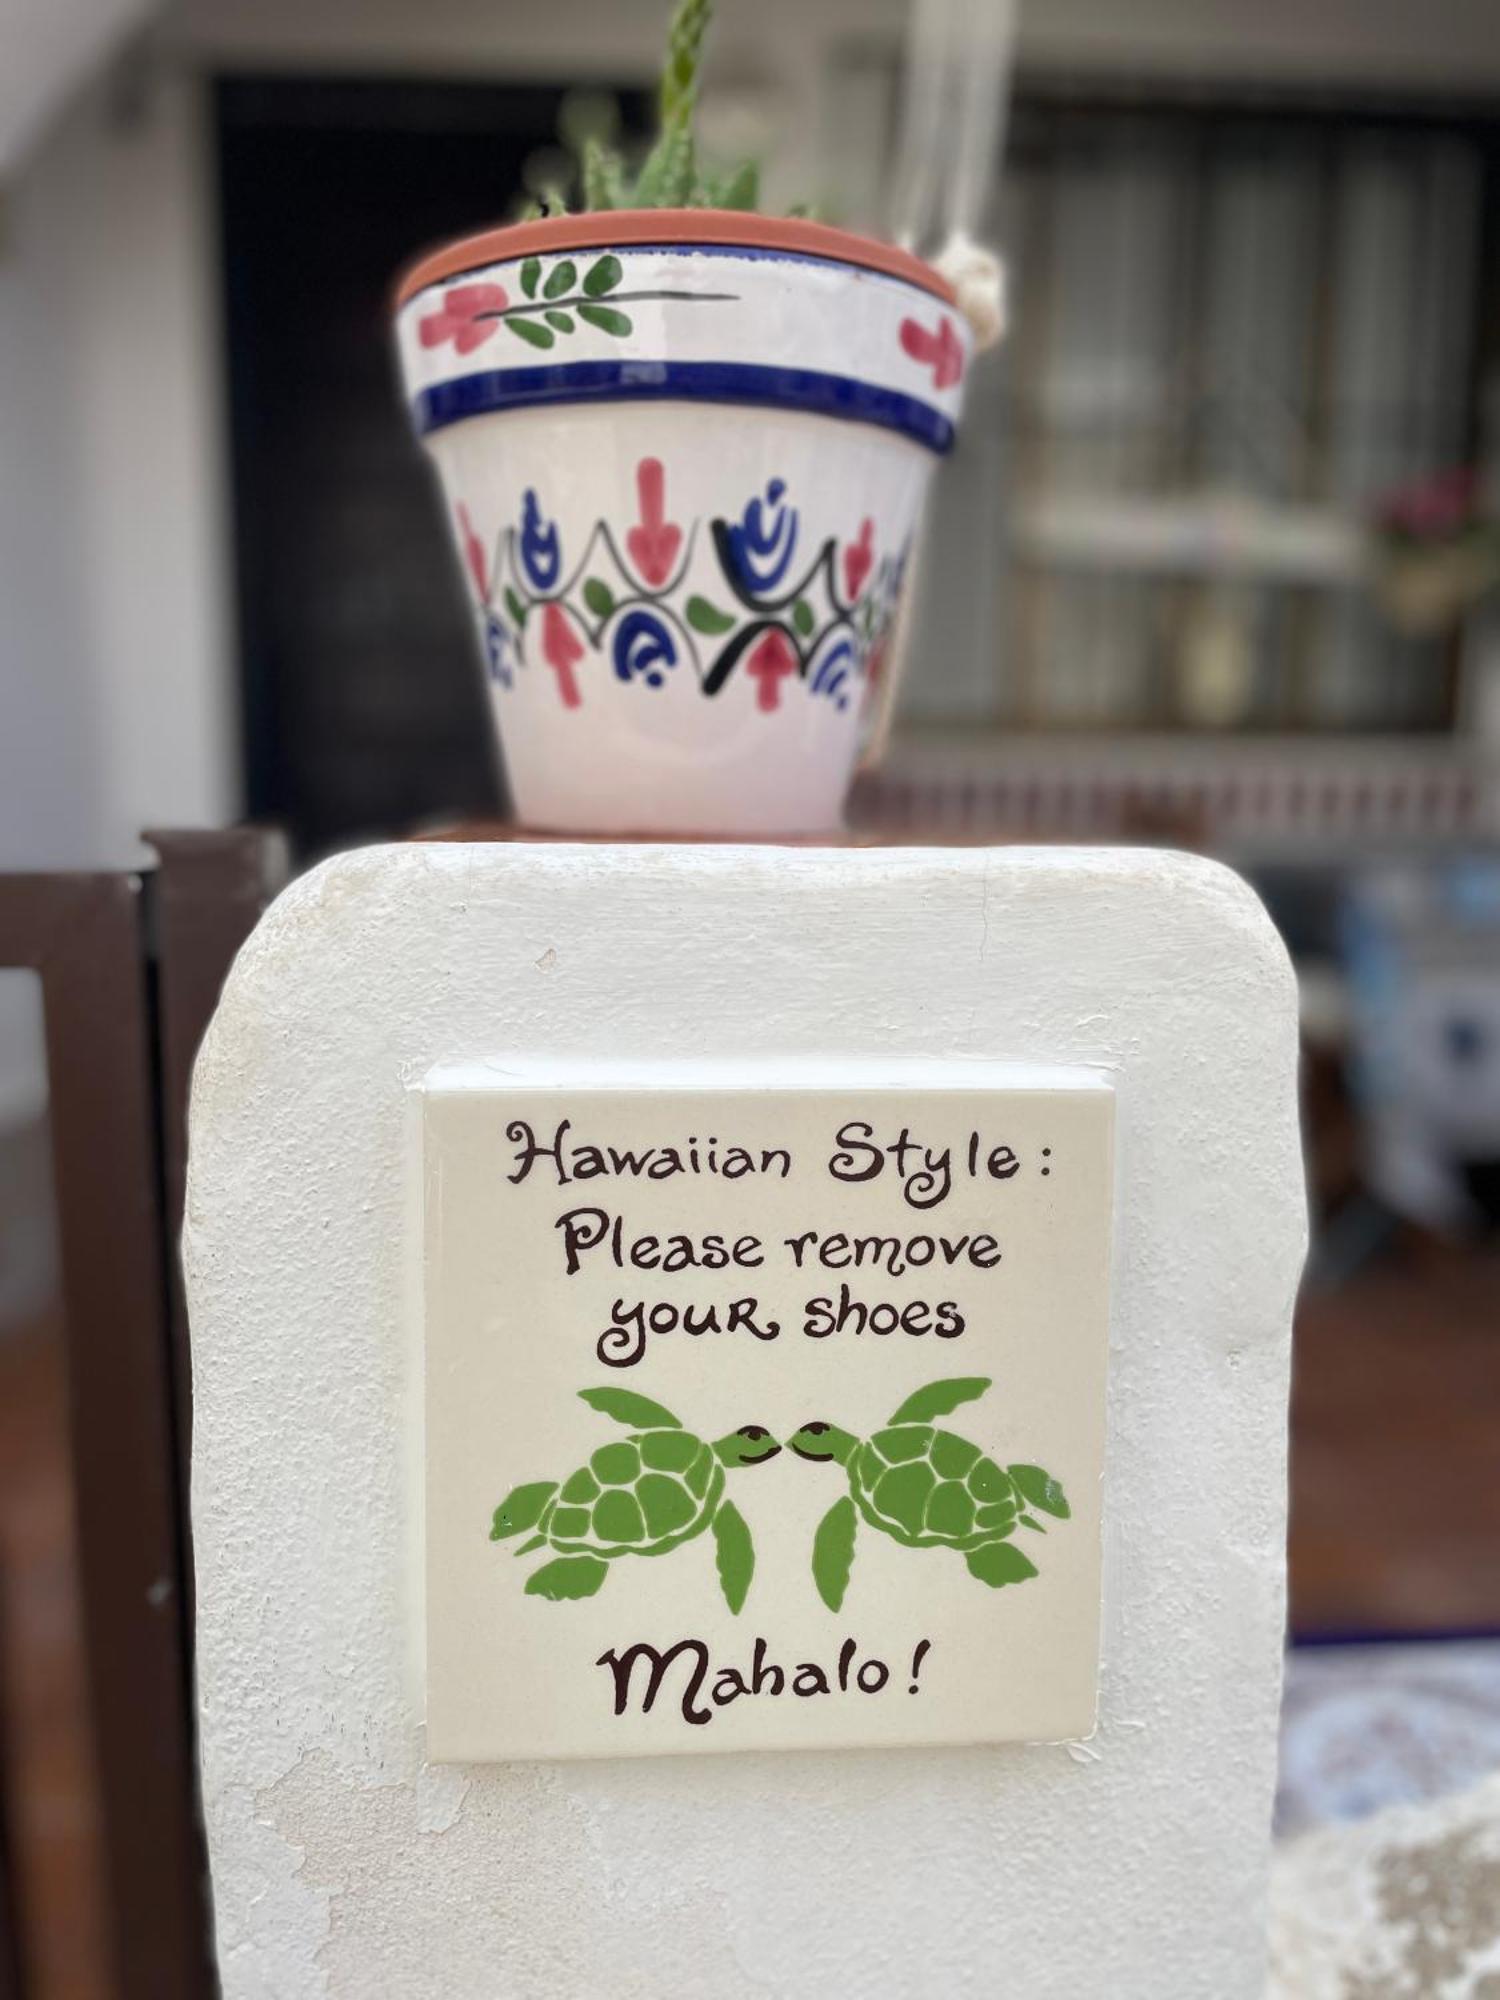 Hawaiian Style:
Please remove
your shoes
Mahalo!